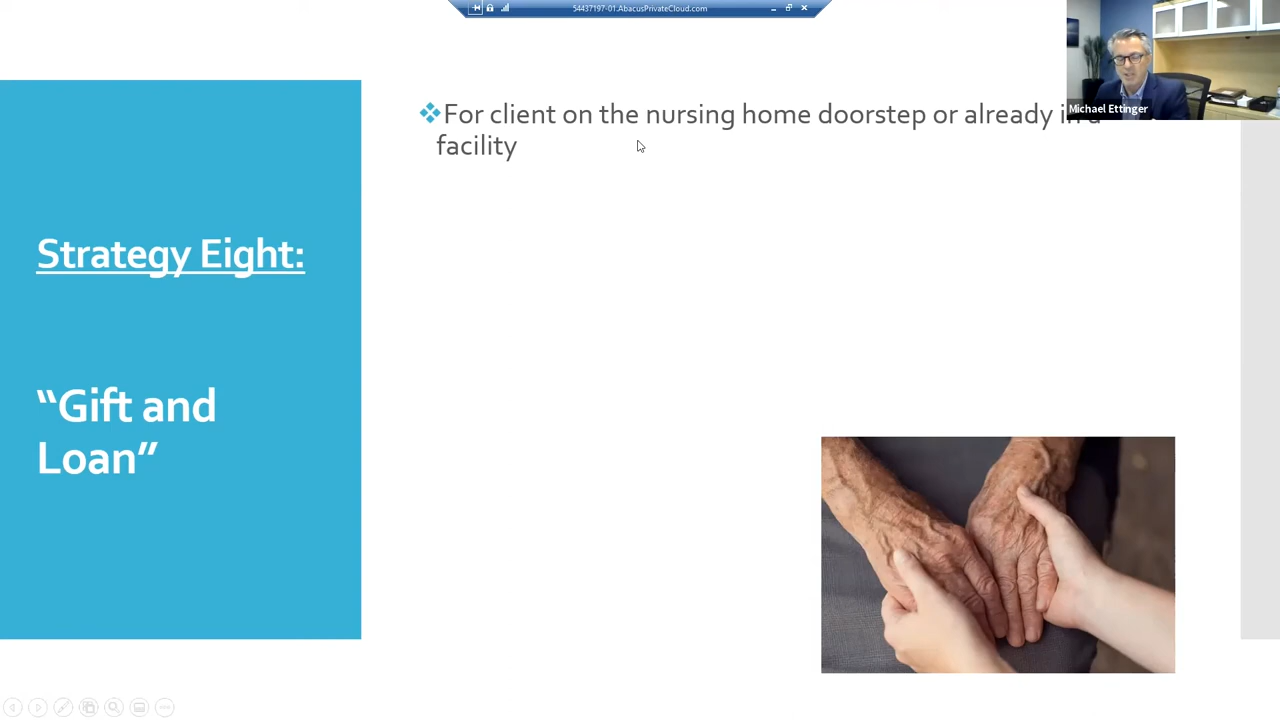 54437197-01.AbacusPrivateCloud.com
Michael Ettinger
For client on the nursing home doorstep or already in a
facility
Strategy Eight:
“Gift and
Loan”